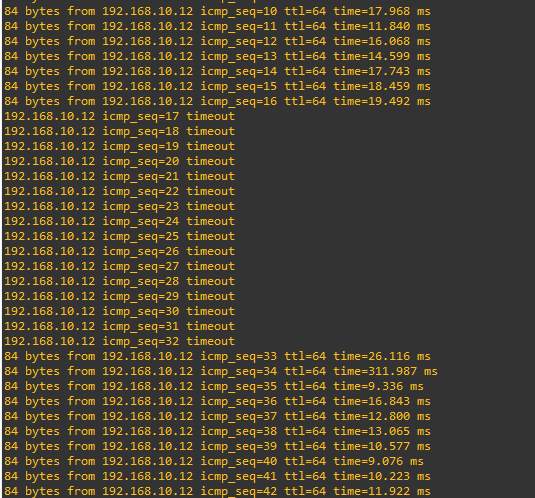 84 bytes from 192.168.10.12 icmp_seq=10 ttl=64 time=17.968 ms
84 bytes from 192.168.10.12 icmp_seq=11 ttl=64 time=11.840 ms
84 bytes from 192.168.10.12 icmp_seq=12 ttl=64 time=16.068 ms
84 bytes from 192.168.10.12 icmp_seq=13 ttl=64 time=14.599 ms
84 bytes from 192.168.10.12 icmp_seq=14 ttl=64 time=17.743 ms
84 bytes from 192.168.10.12 icmp_seq=15 ttl=64 time=18.459 ms
84 bytes from 192.168.10.12 icmp_seq=16 ttl=64 time=19.492 ms
192.168.10.12 icmp_seq=17 timeout
192.168.10.12 icmp_seq=18 timeout
192.168.10.12 icmp_seq=19 timeout
192.168.10.12 icmp_seq=20 timeout
192.168.10.12 icmp_seq=21 timeout
192.168.10.12 icmp_seq=22 timeout
192.168.10.12 icmp_seq=23 timeout
192.168.10.12 icmp_seq=24 timeout
192.168.10.12 icmp_seq=25 timeout
192.168.10.12 icmp_seq=26 timeout
192.168.10.12 icmp_seq=27 timeout
192.168.10.12 icmp_seq=28 timeout
192.168.10.12 icmp_seq=29 timeout
192.168.10.12 icmp_seq=30 timeout
192.168.10.12 icmp_seq=31 timeout
192.168.10.12 icmp_seq=32 timeout
84 bytes from 192.168.10.12 icmp_seq=33 ttl=64 time=26.116 ms
84 bytes from 192.168.10.12 icmp_seq=34 ttl=64 time=311.987 ms
84 bytes from 192.168.10.12 icmp_seq=35 ttl=64 time=9.336 ms
84 bytes from 192.168.10.12 icmp_seq=36 ttl=64 time=16.843 ms
84 bytes from 192.168.10.12 icmp_seq=37 ttl=64 time=12.800 ms
84 bytes from 192.168.10.12 icmp_seq=38 ttl=64 time=13.065 ms
84 bytes from 192.168.10.12 icmp_seq=39 ttl=64 time=10.577 ms
84 bytes from 192.168.10.12 icmp_seq=40 ttl=64 time=9.076 ms
84 bytes from 192.168.10.12 icmp_seq=41 ttl=64 time=10.223 ms
84 bytes from 192.168.10.12 icmp_seq=42 ttl=64 time=11.922 ms